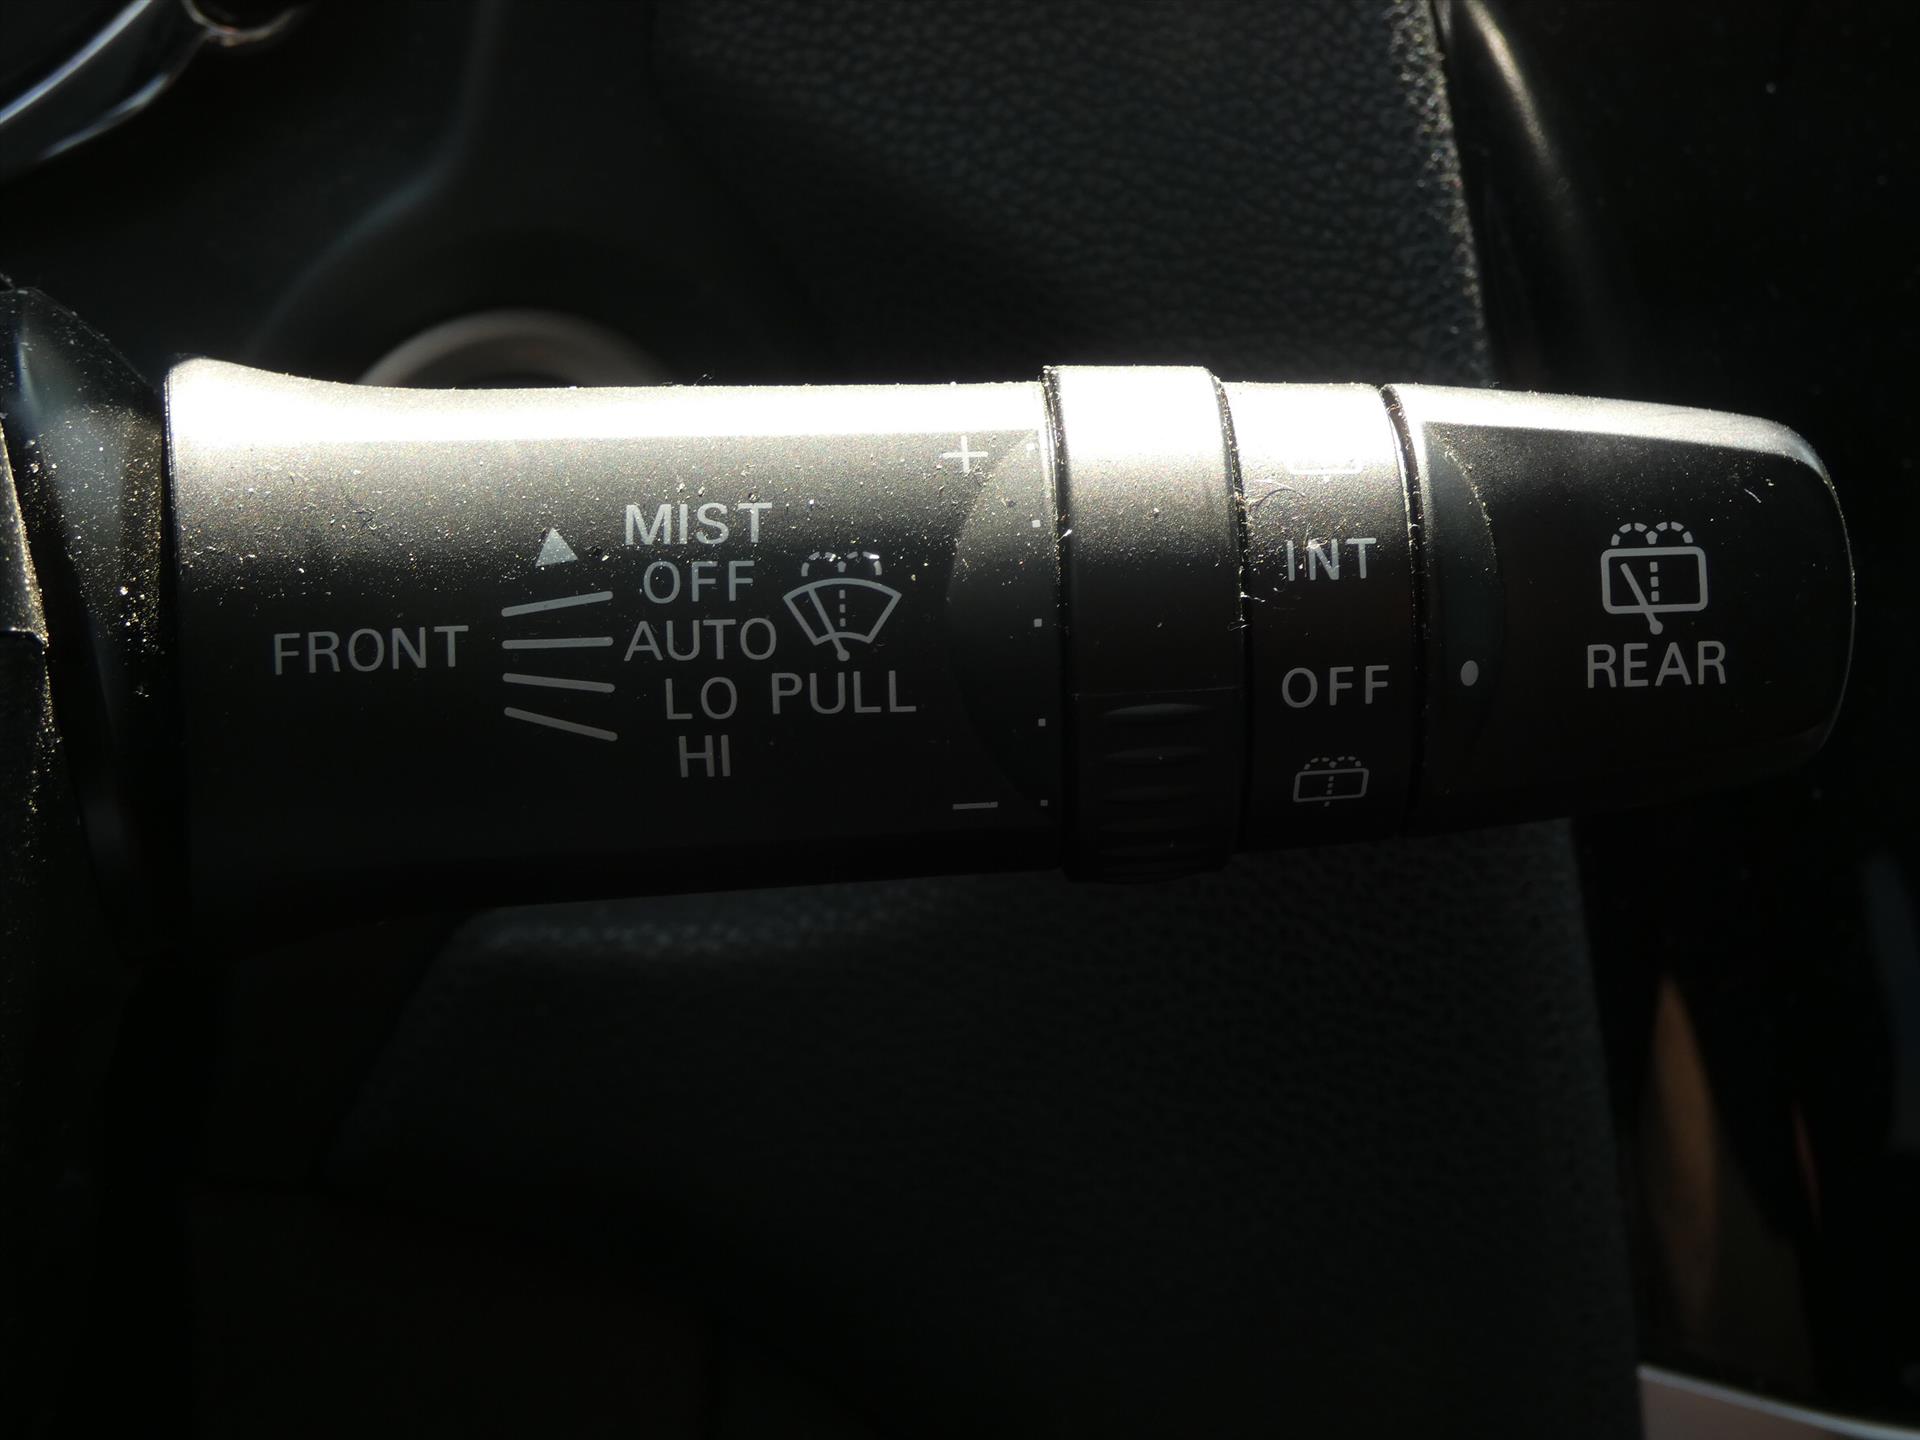 FRONT
MIST
OFF
AUTO
LO PULL
HI
+
−
INT
OFF
REAR